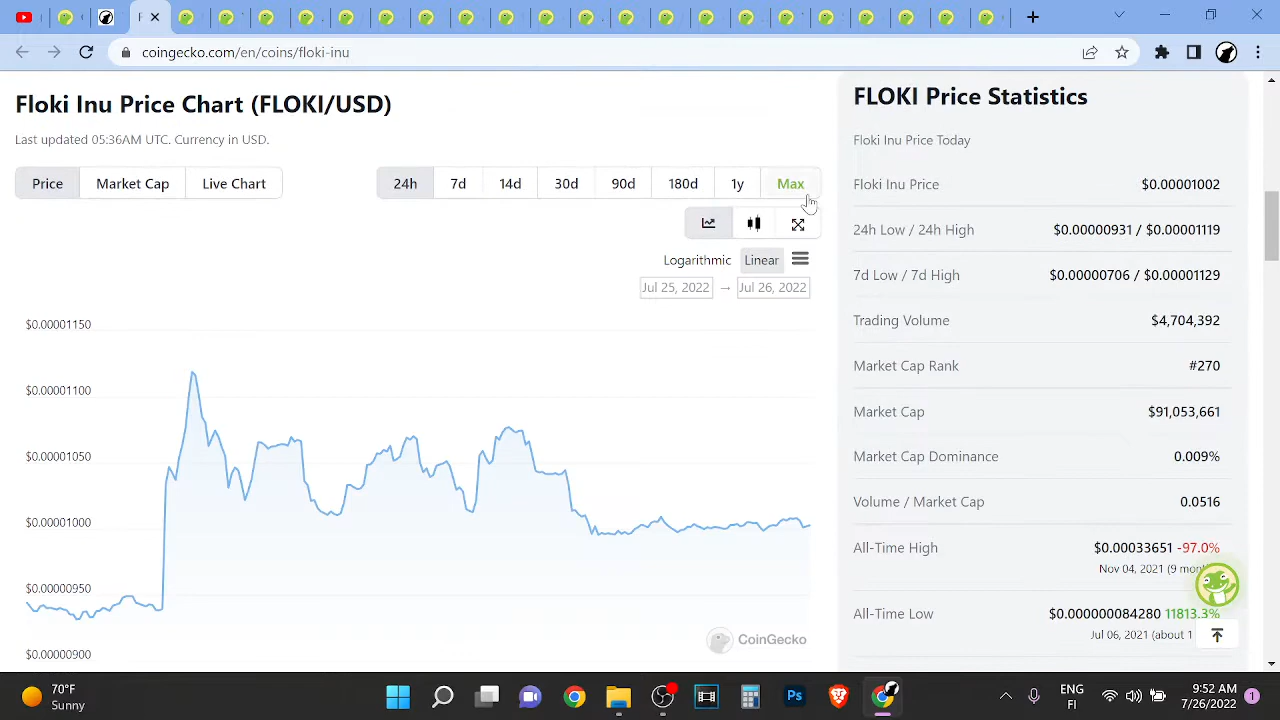 coingecko.com/en/coins/floki-inu
Floki Inu Price Chart (FLOKI/USD)
Last updated 05:36AM UTC. Currency in USD.
Price
Market Cap
Live Chart
24h
7d
14d
30d
90d
180d
1y
Max
Logarithmic
Linear
Jul 25, 2022 → Jul 26, 2022
$0.00001150
$0.00001100
$0.00001050
$0.00001000
$0.00000950
$0.00000900
CoinGecko
FLOKI Price Statistics
Floki Inu Price Today
Floki Inu Price $0.00001002
24h Low / 24h High $0.00000931 / $0.00001119
7d Low / 7d High $0.00000706 / $0.00001129
Trading Volume $4,704,392
Market Cap Rank #270
Market Cap $91,053,661
Market Cap Dominance 0.009%
Volume / Market Cap 0.0516
All-Time High $0.00033651 -97.0%
Nov 04, 2021 (9 mon
All-Time Low $0.000000084280 11813.3%
Jul 06, 2021 (about 1
70°F
Sunny
Ps
ENG
FI
9:52 AM
7/26/2022
1